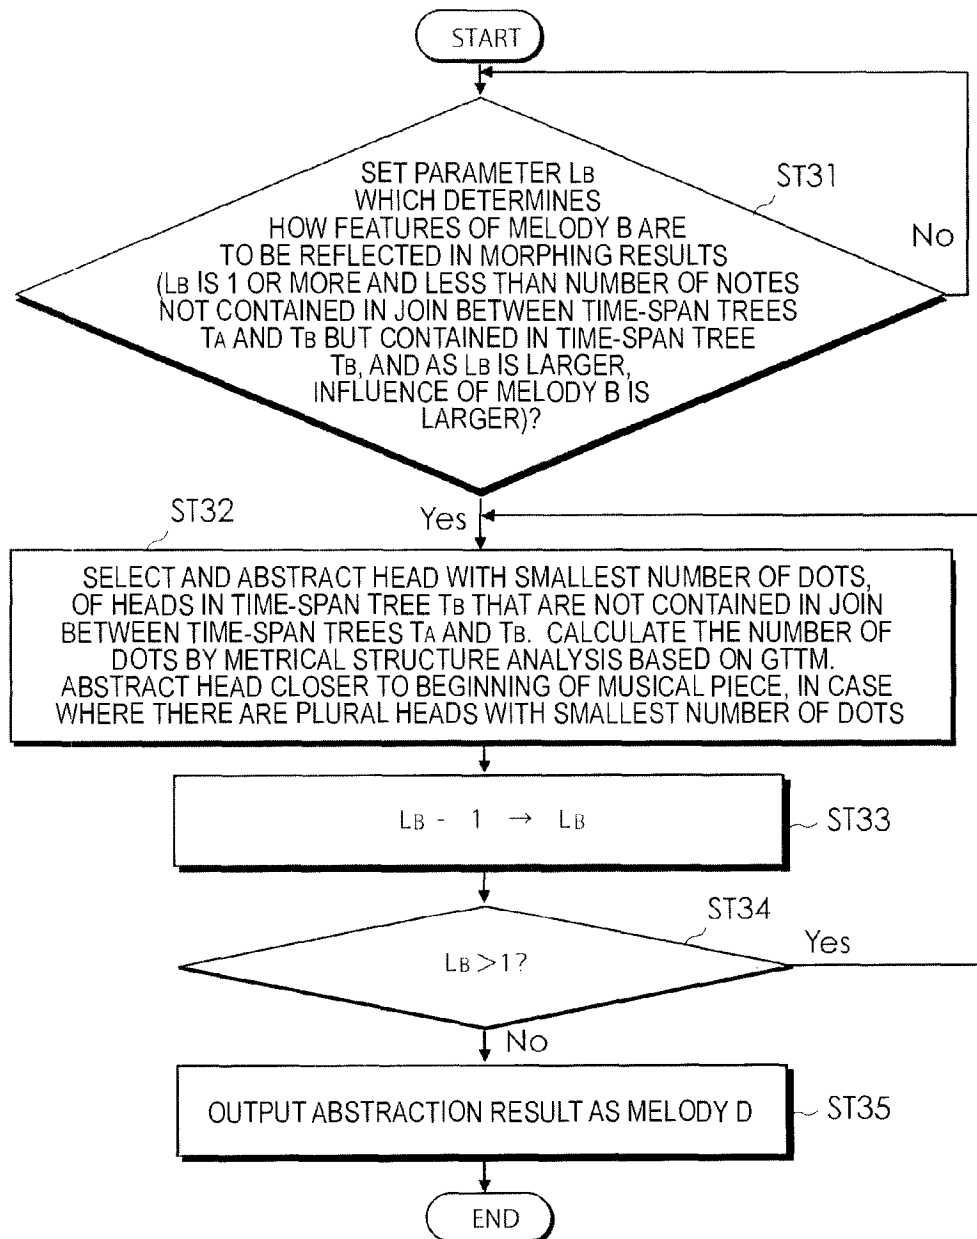 START
SET PARAMETER LB
WHICH DETERMINES
HOW FEATURES OF MELODY B ARE
TO BE REFLECTED IN MORPHING RESULTS
(LB IS 1 OR MORE AND LESS THAN NUMBER OF NOTES
NOT CONTAINED IN JOIN BETWEEN TIME-SPAN TREES
TA AND TB BUT CONTAINED IN TIME-SPAN TREE
TB, AND AS LB IS LARGER,
INFLUENCE OF MELODY B IS
LARGER)?
ST31
No
Yes
ST32
SELECT AND ABSTRACT HEAD WITH SMALLEST NUMBER OF DOTS,
OF HEADS IN TIME-SPAN TREE TB THAT ARE NOT CONTAINED IN JOIN
BETWEEN TIME-SPAN TREES TA AND TB. CALCULATE THE NUMBER OF
DOTS BY METRICAL STRUCTURE ANALYSIS BASED ON GTTM.
ABSTRACT HEAD CLOSER TO BEGINNING OF MUSICAL PIECE, IN CASE
WHERE THERE ARE PLURAL HEADS WITH SMALLEST NUMBER OF DOTS
LB - 1 → LB
ST33
ST34
LB >1?
Yes
No
OUTPUT ABSTRACTION RESULT AS MELODY D
ST35
END